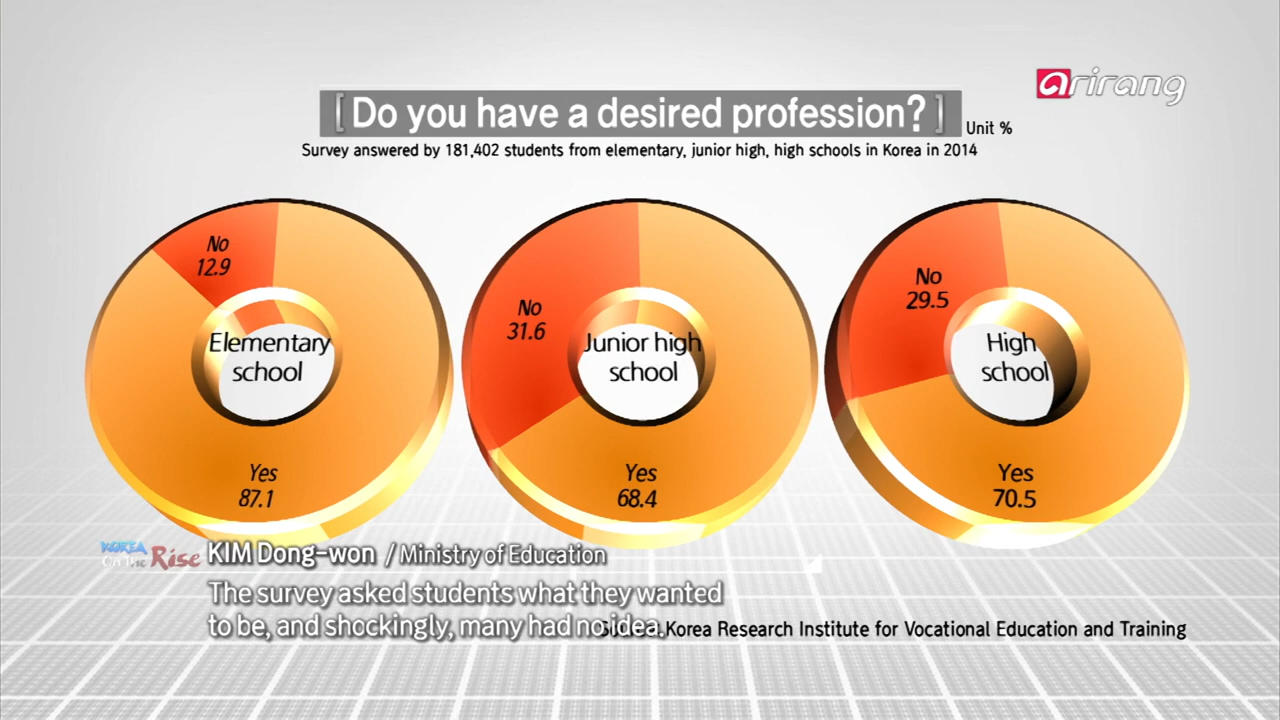 arirang
[ Do you have a desired profession? ]
Unit %
Survey answered by 181,402 students from elementary, junior high, high schools in Korea in 2014
No
12.9
Elementary
school
Yes
87.1
No
31.6
Junior high
school
Yes
68.4
No
29.5
High
school
Yes
70.5
KOREA
On the Rise
KIM Dong-won / Ministry of Education
The survey asked students what they wanted
to be, and shockingly, many had no idea.
Korea Research Institute for Vocational Education and Training